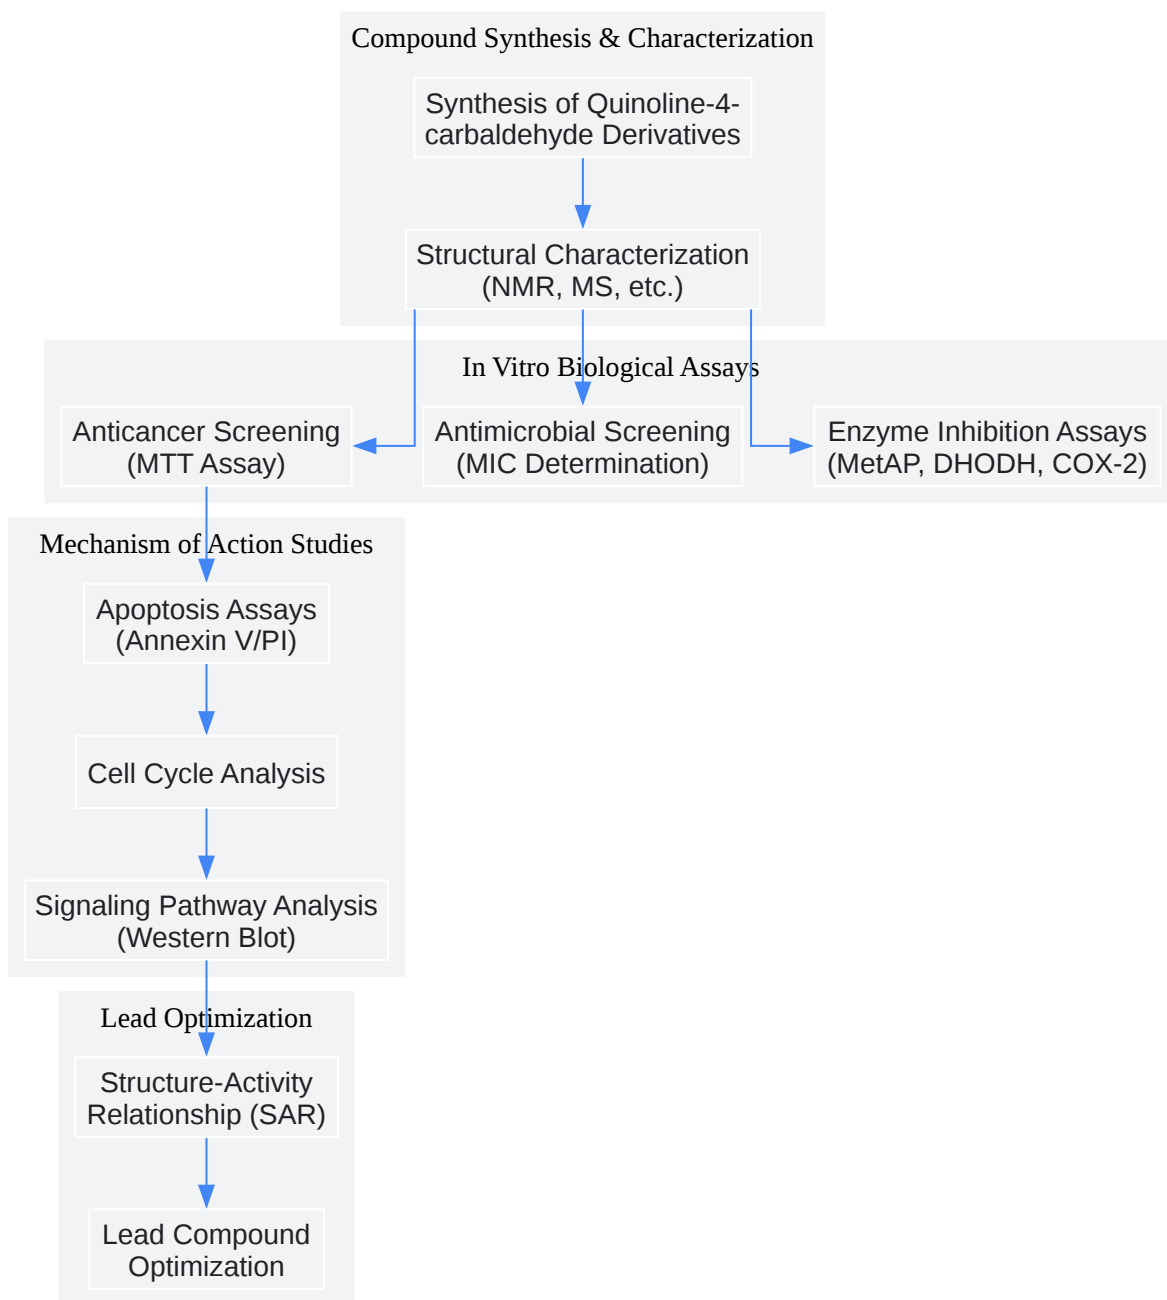 Compound Synthesis & Characterization
Synthesis of Quinoline-4-
carbaldehyde Derivatives
Structural Characterization
(NMR, MS, etc.)
In Vitro Biological Assays
Anticancer Screening
(MTT Assay)
Antimicrobial Screening
(MIC Determination)
Enzyme Inhibition Assays
(MetAP, DHODH, COX-2)
Mechanism of Action Studies
Apoptosis Assays
(Annexin V/PI)
Cell Cycle Analysis
Signaling Pathway Analysis
(Western Blot)
Lead Optimization
Structure-Activity
Relationship (SAR)
Lead Compound
Optimization